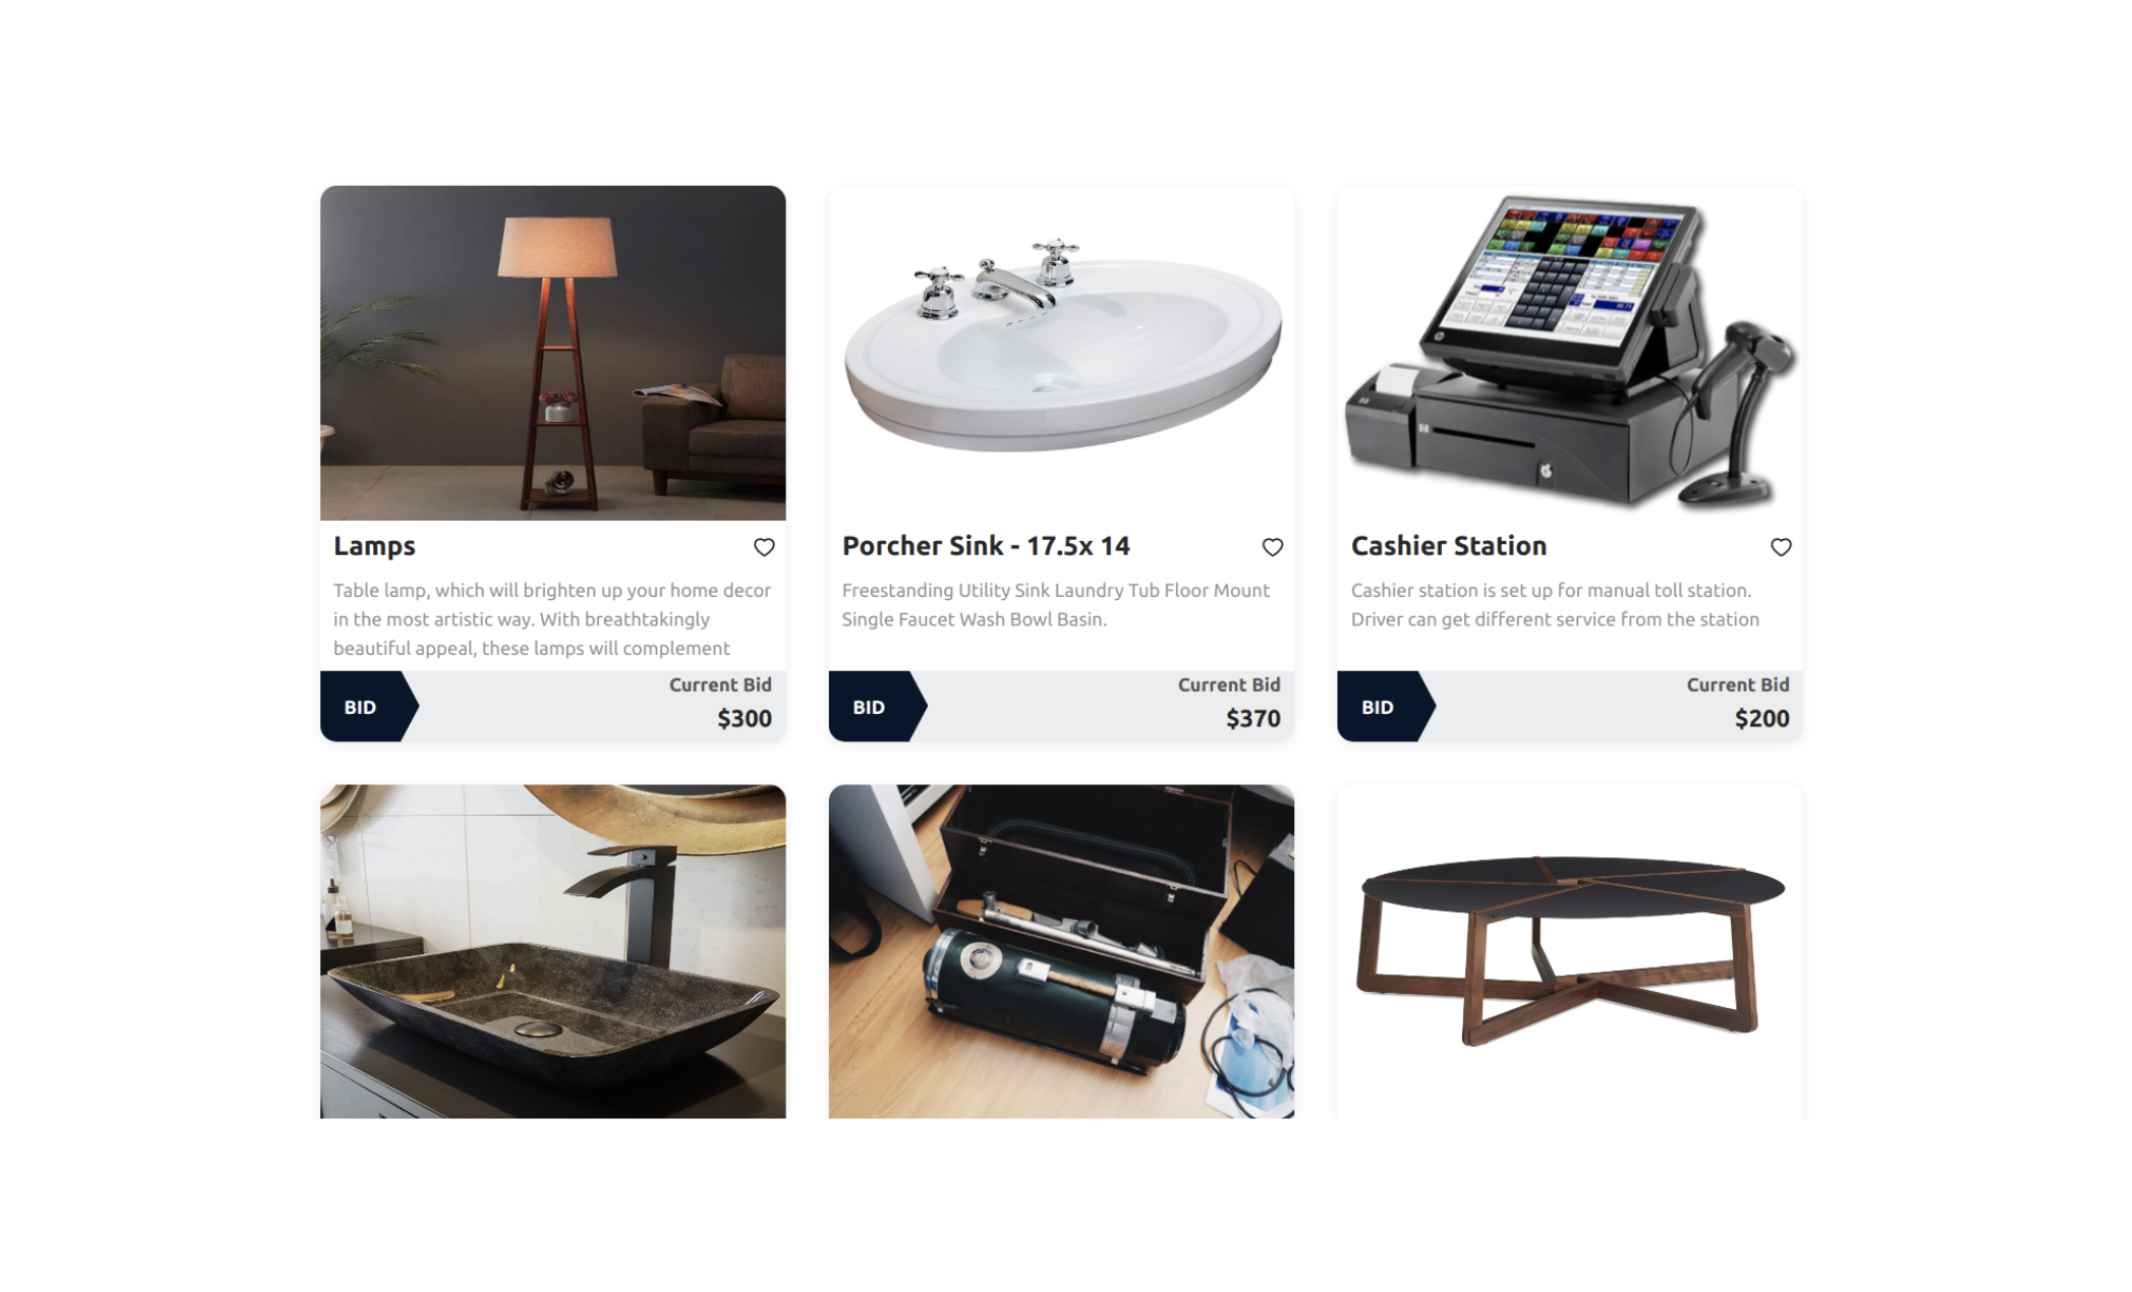 Lamps
Table lamp, which will brighten up your home decor
in the most artistic way. With breathtakingly
beautiful appeal, these lamps will complement
BID
Current Bid
$300
Porcher Sink - 17.5x 14
Freestanding Utility Sink Laundry Tub Floor Mount
Single Faucet Wash Bowl Basin.
BID
Current Bid
$370
Cashier Station
Cashier station is set up for manual toll station.
Driver can get different service from the station
BID
Current Bid
$200